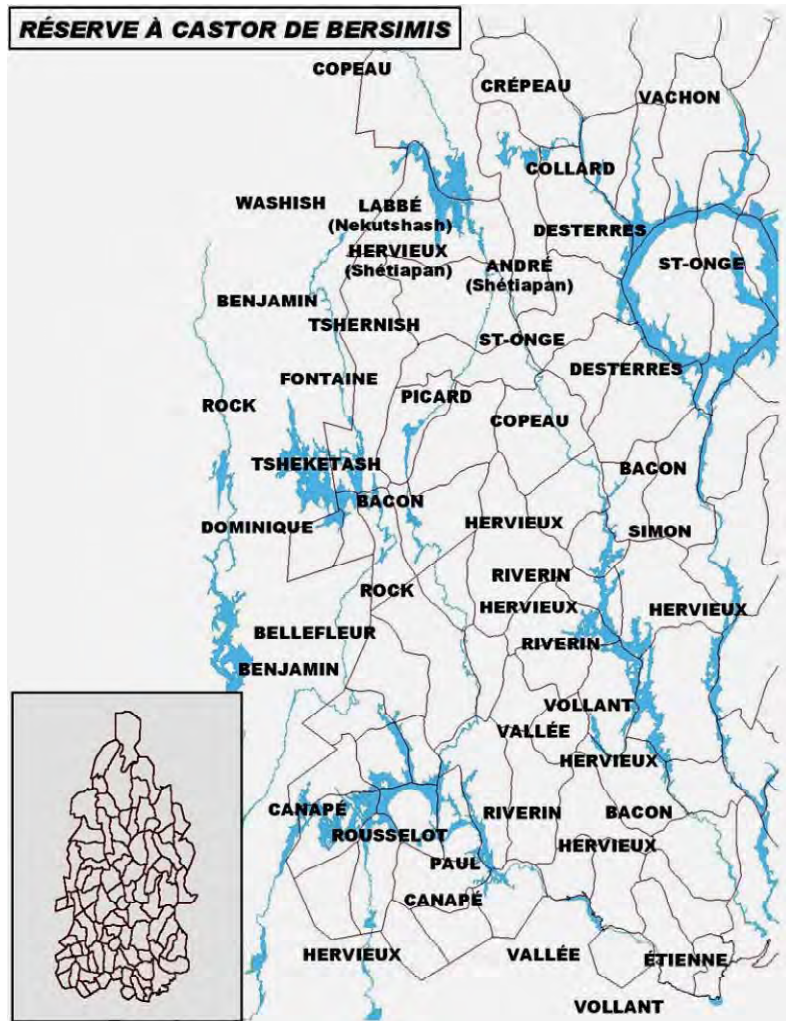 RÉSERVE À CASTOR DE BERSIMIS
COPEAU
CRÉPEAU
VACHON
COLLARD
WASHISH
LABBÉ
(Nekutshash)
DESTERRES
HERVIEUX
(Shétiapan)
ANDRÉ
(Shétiapan)
ST-ONGE
BENJAMIN
TSHERNISH
ST-ONGE
DESTERRES
FONTAINE
PICARD
ROCK
COPEAU
TSHEKETASH
BACON
BACON
DOMINIQUE
HERVIEUX
SIMON
RIVERIN
ROCK
HERVIEUX
HERVIEUX
BELLEFLEUR
RIVERIN
BENJAMIN
VOLLANT
VALLÉE
HERVIEUX
CANAPÉ
RIVERIN
BACON
ROUSSELOT
HERVIEUX
PAUL
CANAPÉ
HERVIEUX
VALLÉE
ÉTIENNE
VOLLANT